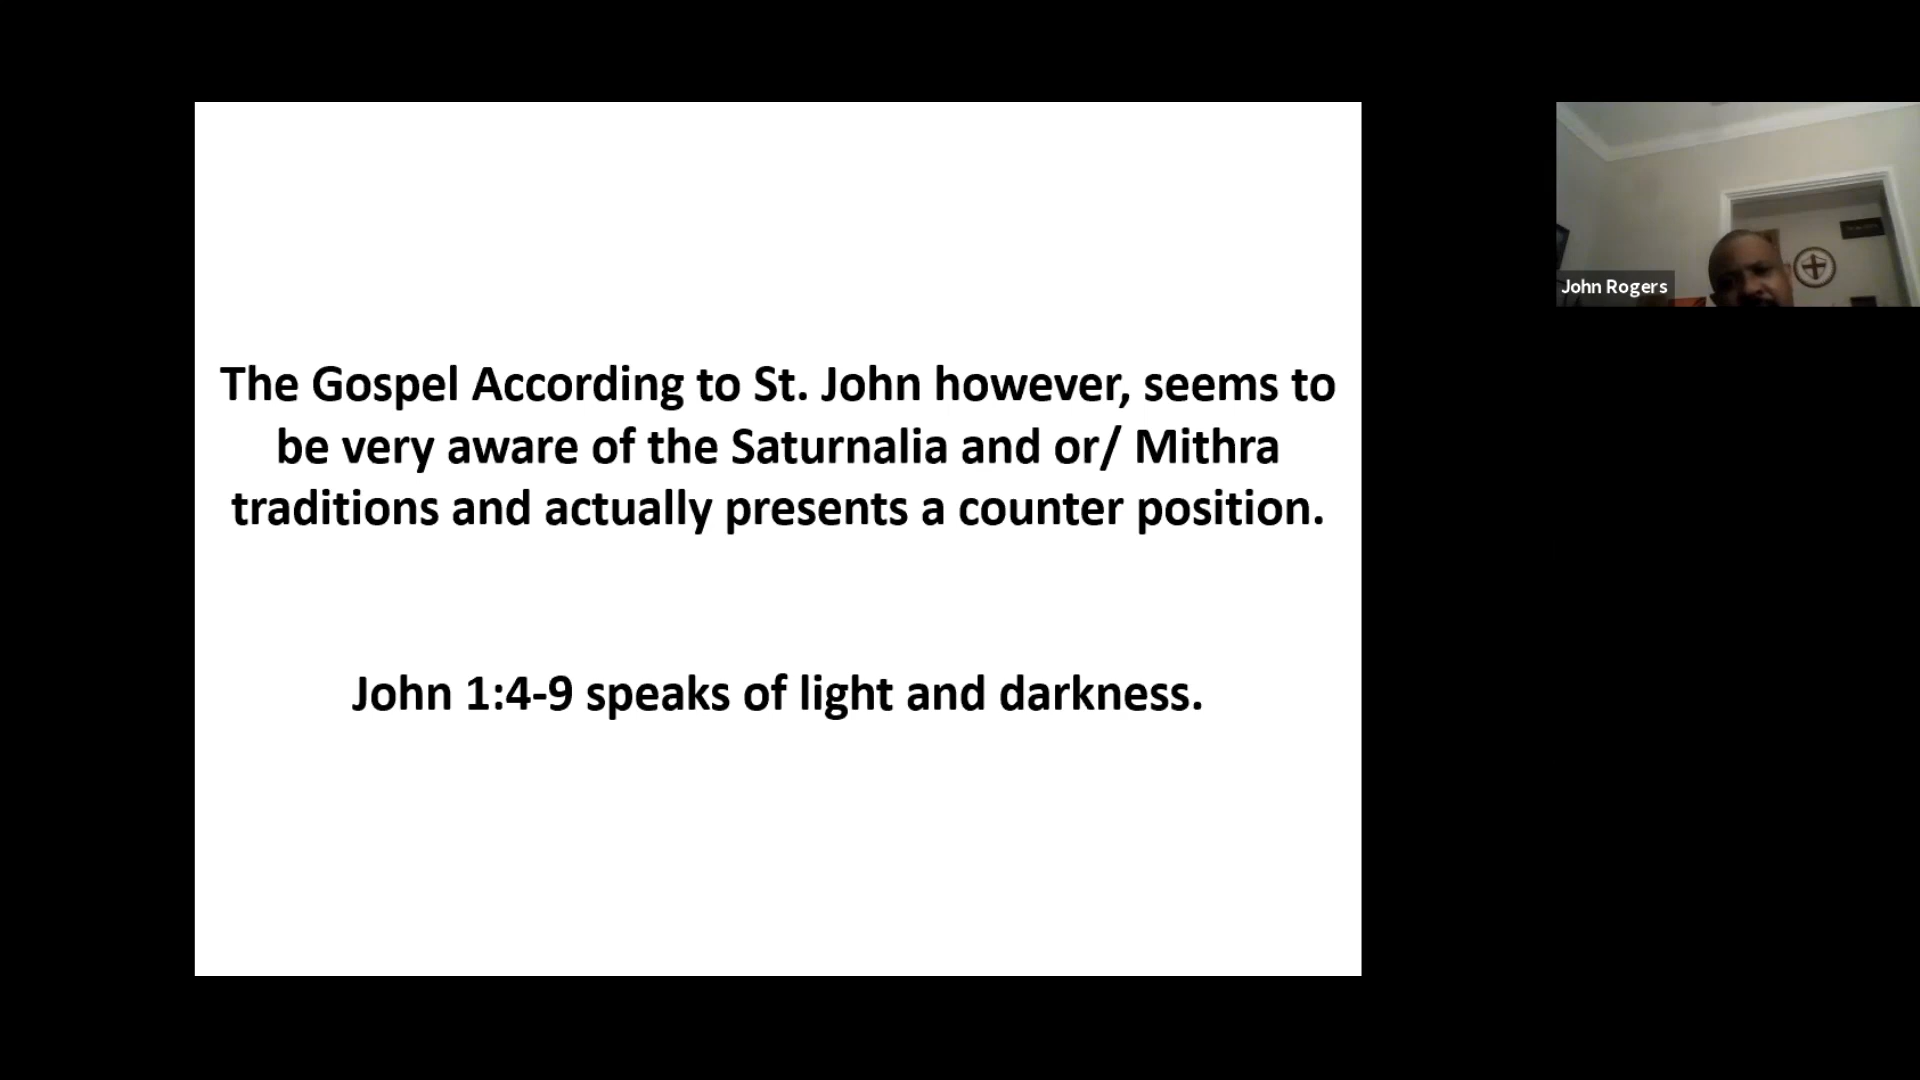 The Gospel According to St. John however, seems to
be very aware of the Saturnalia and or/ Mithra
traditions and actually presents a counter position.
John 1:4-9 speaks of light and darkness.
John Rogers